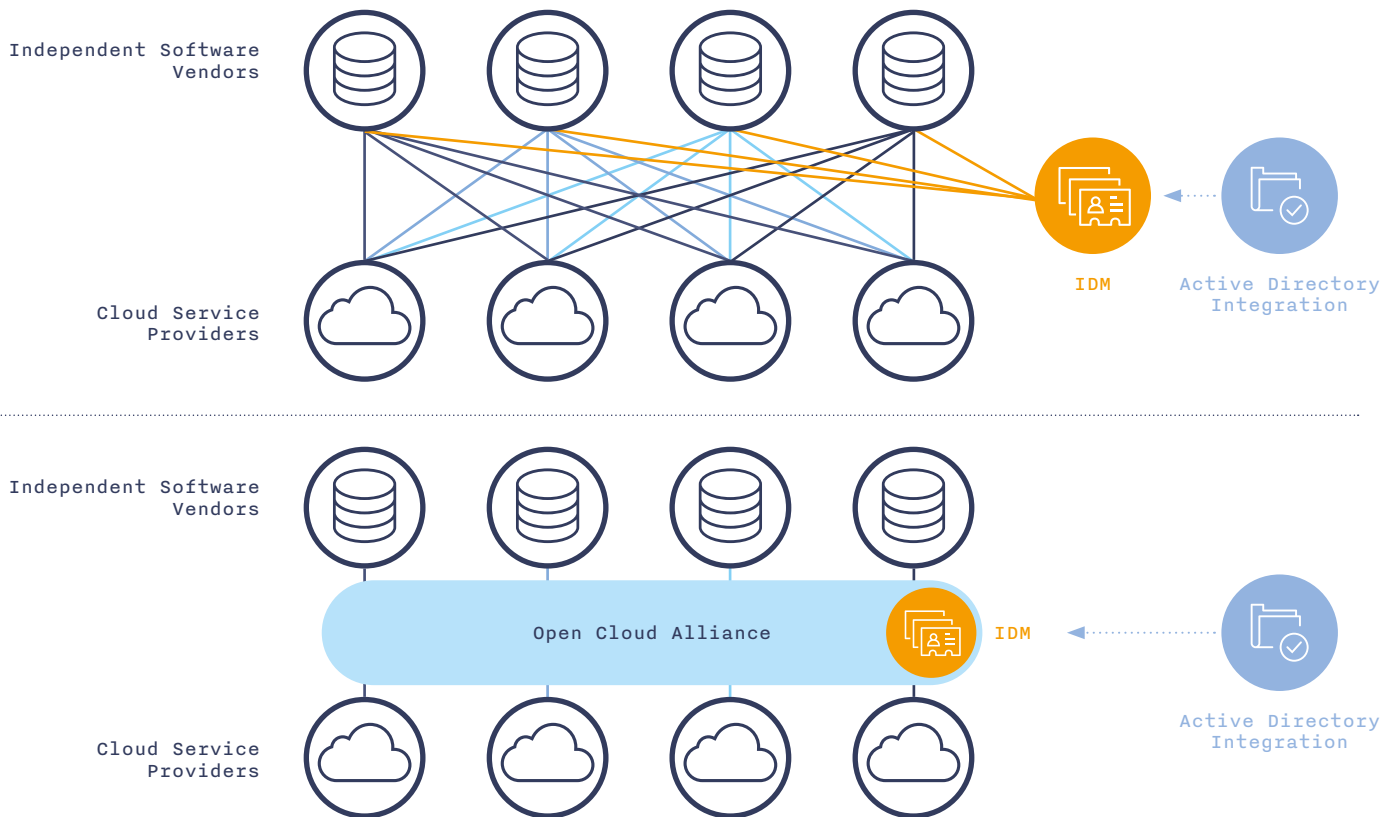 Independent Software
Vendors
Cloud Service
Providers
IDM
Active Directory
Integration
Independent Software
Vendors
Open Cloud Alliance
IDM
Cloud Service
Providers
Active Directory
Integration